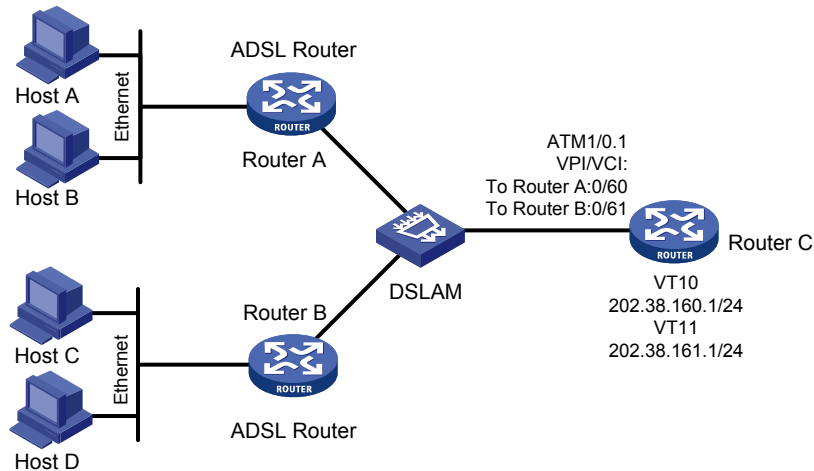 ADSL Router
Host A
Ethernet
ROUTER
Router A
Host B
ATM1/0.1
VPI/VCI:
To Router A:0/60
To Router B:0/61
ROUTER
Router C
DSLAM
VT10
202.38.160.1/24
VT11
202.38.161.1/24
Router B
Host C
Ethernet
ROUTER
ADSL Router
Host D